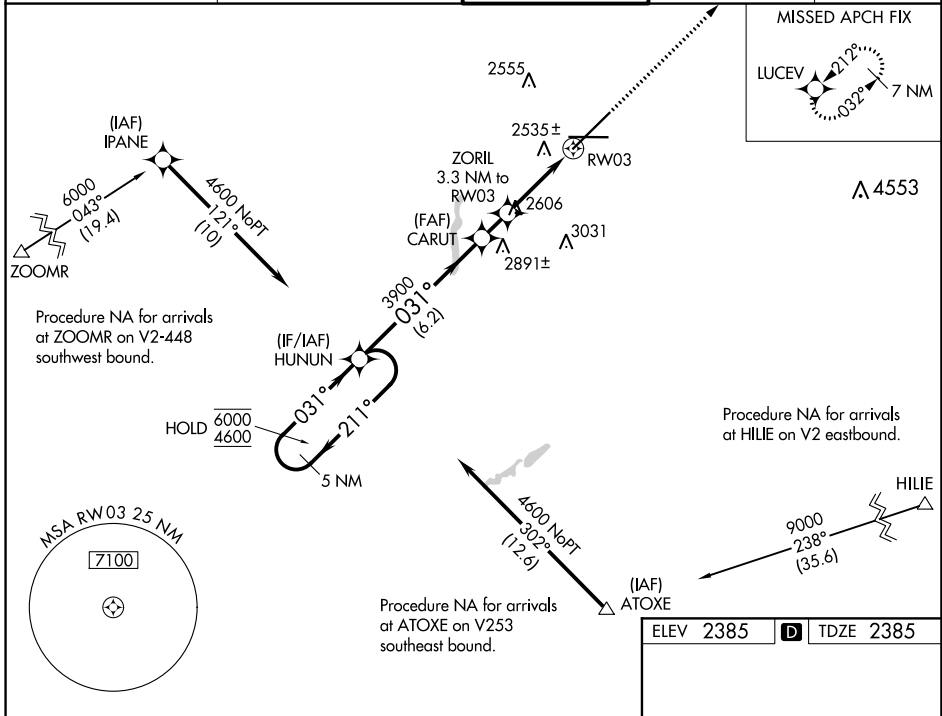 MISSED APCH FIX
LUCEV
212°
032°
7 NM
2555
2535±
RW03
ZORIL
3.3 NM to
RW03
2606
4553
(IAF)
IPANE
6000
043°
(19.4)
ZOOMR
4600 NoPT
121°
(10)
(FAF)
CARUT
3031
2891±
Procedure NA for arrivals
at ZOOMR on V2-448
southwest bound.
3900
031°
(6.2)
(IF/IAF)
HUNUN
HOLD
6000
4600
031°
211°
5 NM
Procedure NA for arrivals
at HILIE on V2 eastbound.
HILIE
9000
238°
(35.6)
4600 NoPT
302°
(12.6)
(IAF)
ATOXE
Procedure NA for arrivals
at ATOXE on V253
southeast bound.
MSA RW03 25 NM
7100
ELEV 2385 D TDZE 2385